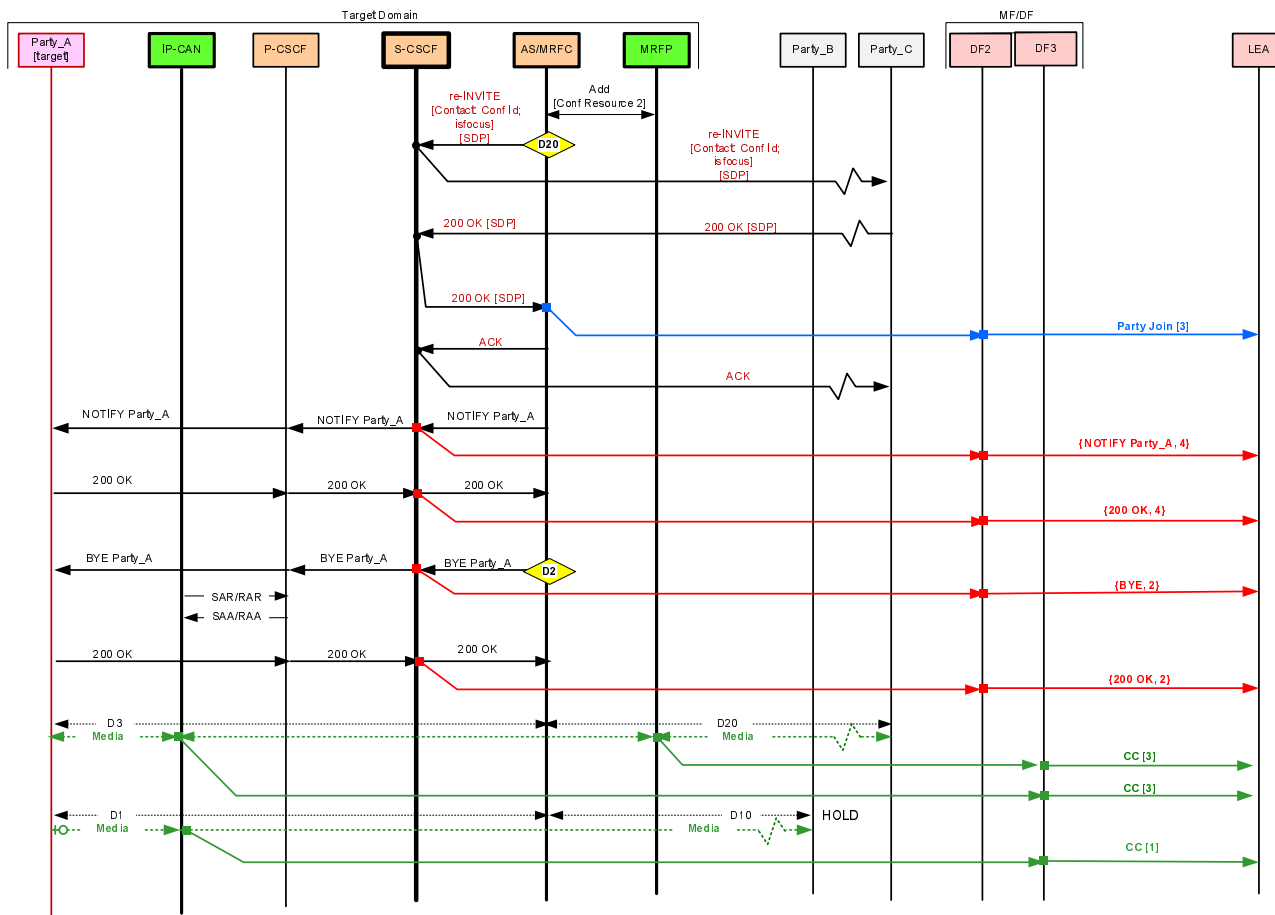 Target Domain
MF/DF
Party_A
[target]
IP-CAN
P-CSCF
S-CSCF
AS/MRFC
MRFP
Party_B
Party_C
DF2
DF3
LEA
re-INVITE
[Contact: Conf Id;
isfocus]
[SDP]
Add
[Conf Resource 2]
D20
re-INVITE
[Contact: Conf Id;
isfocus]
[SDP]
200 OK [SDP]
200 OK [SDP]
200 OK [SDP]
Party Join [3]
ACK
ACK
NOTIFY Party_A
NOTIFY Party_A
NOTIFY Party_A
{NOTIFY Party_A, 4}
200 OK
200 OK
200 OK
{200 OK, 4}
BYE Party_A
BYE Party_A
BYE Party_A
D2
{BYE, 2}
SAR/RAR
SAA/RAA
200 OK
200 OK
200 OK
{200 OK, 2}
D3
D20
Media
Media
CC [3]
CC [3]
D1
D10
HOLD
Media
Media
CC [1]